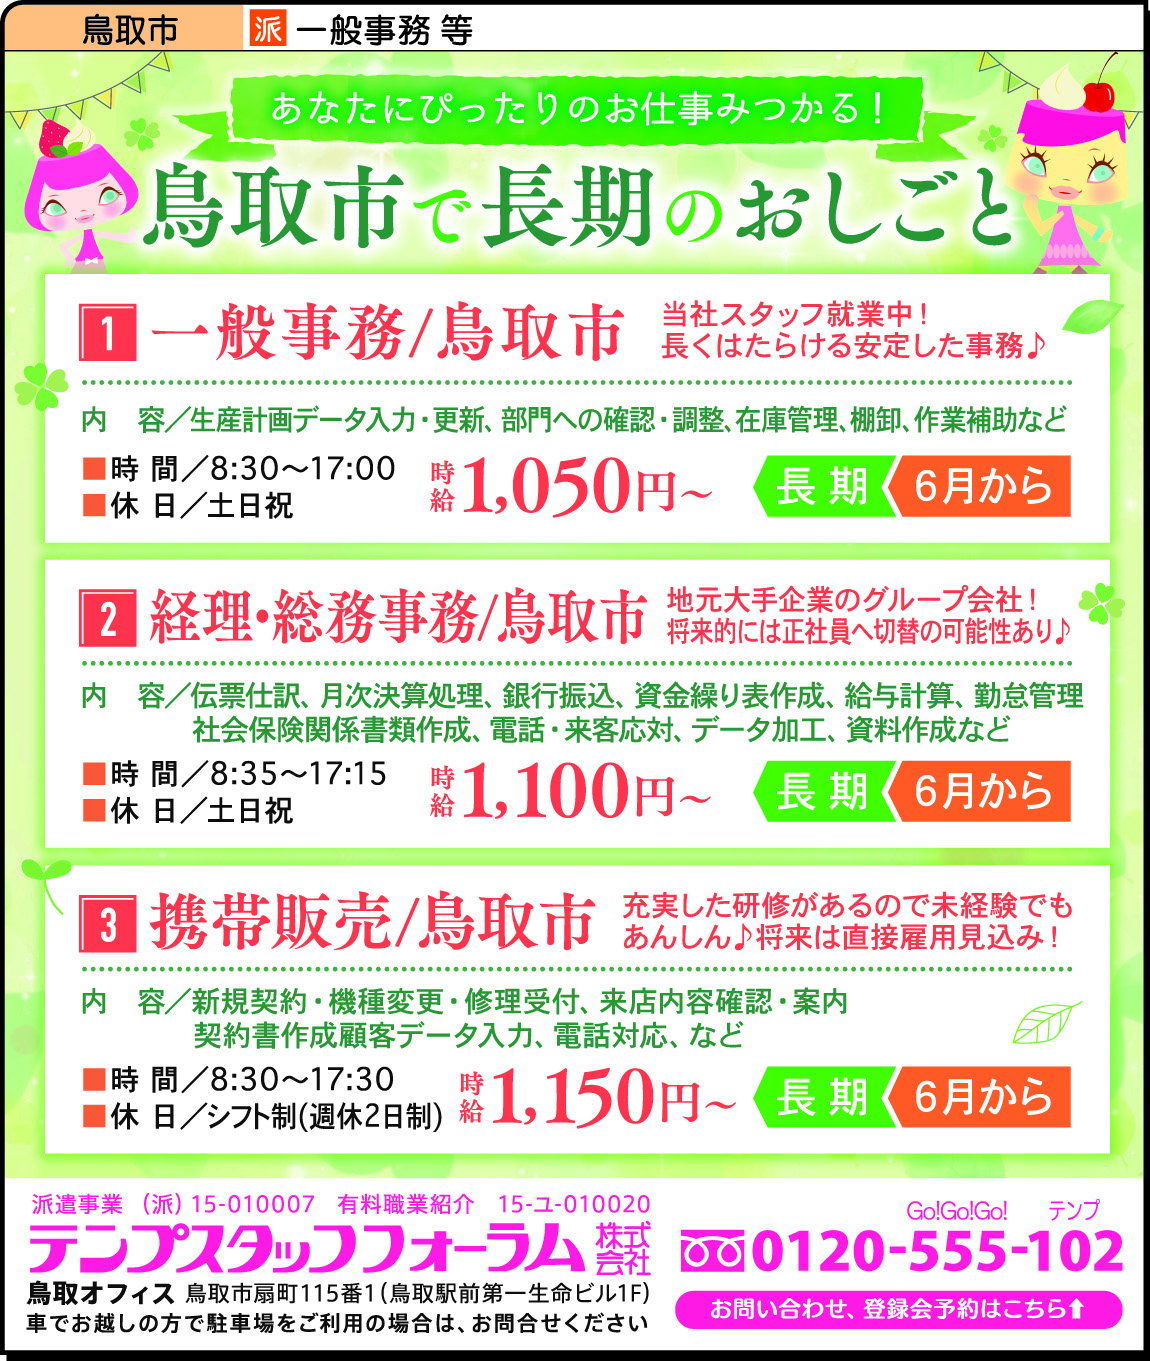 鳥取市
派 一般事務 等
あなたにぴったりのお仕事みつかる！
鳥取市で長期のおしごと
1 一般事務/鳥取市
当社スタッフ就業中！
長くはたらける安定した事務♪
内 容／生産計画データ入力・更新、部門への確認・調整、在庫管理、棚卸、作業補助など
■時 間／8:30〜17:00
■休 日／土日祝
時給1,050円〜
長期 6月から
2 経理・総務事務/鳥取市
地元大手企業のグループ会社！
将来的には正社員へ切替の可能性あり♪
内 容／伝票仕訳、月次決算処理、銀行振込、資金繰り表作成、給与計算、勤怠管理
社会保険関係書類作成、電話・来客応対、データ加工、資料作成など
■時 間／8:35〜17:15
■休 日／土日祝
時給1,100円〜
長期 6月から
3 携帯販売/鳥取市
充実した研修があるので未経験でも
あんしん♪将来は直接雇用見込み！
内 容／新規契約・機種変更・修理受付、来店内容確認・案内
契約書作成顧客データ入力、電話対応、など
■時 間／8:30〜17:30
■休 日／シフト制(週休2日制)
時給1,150円〜
長期 6月から
派遣事業 （派）15-010007 有料職業紹介 15-ユ-010020
テンプスタッフフォーラム株式会社
鳥取オフィス 鳥取市扇町115番1（鳥取駅前第一生命ビル1F）
車でお越しの方で駐車場をご利用の場合は、お問合せください
Go!Go!Go! テンプ
0120-555-102
お問い合わせ、登録会予約はこちら⬆